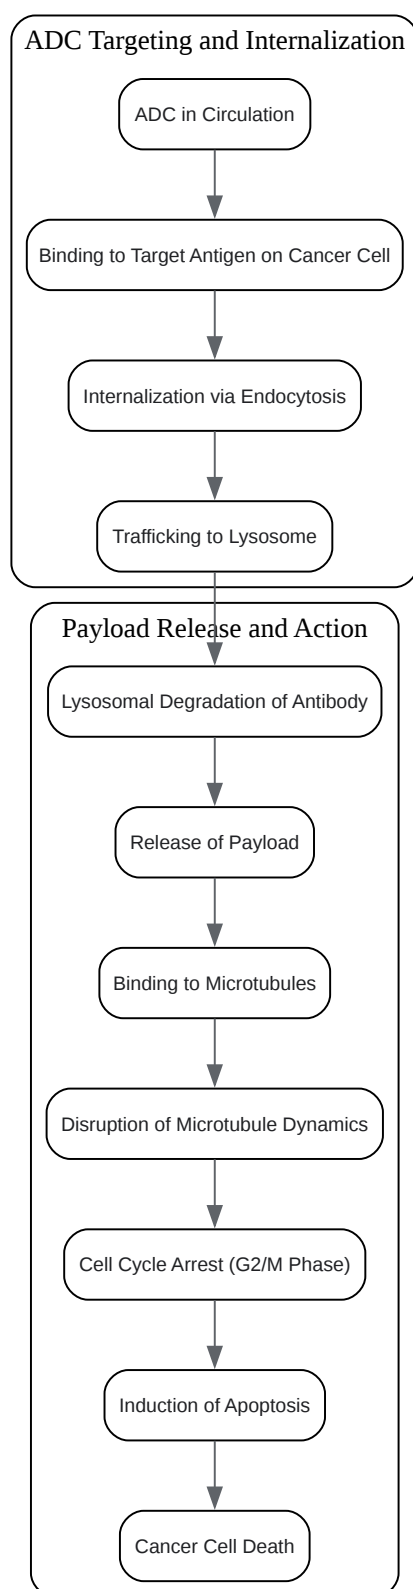 ADC Targeting and Internalization
ADC in Circulation
Binding to Target Antigen on Cancer Cell
Internalization via Endocytosis
Trafficking to Lysosome
Payload Release and Action
Lysosomal Degradation of Antibody
Release of Payload
Binding to Microtubules
Disruption of Microtubule Dynamics
Cell Cycle Arrest (G2/M Phase)
Induction of Apoptosis
Cancer Cell Death